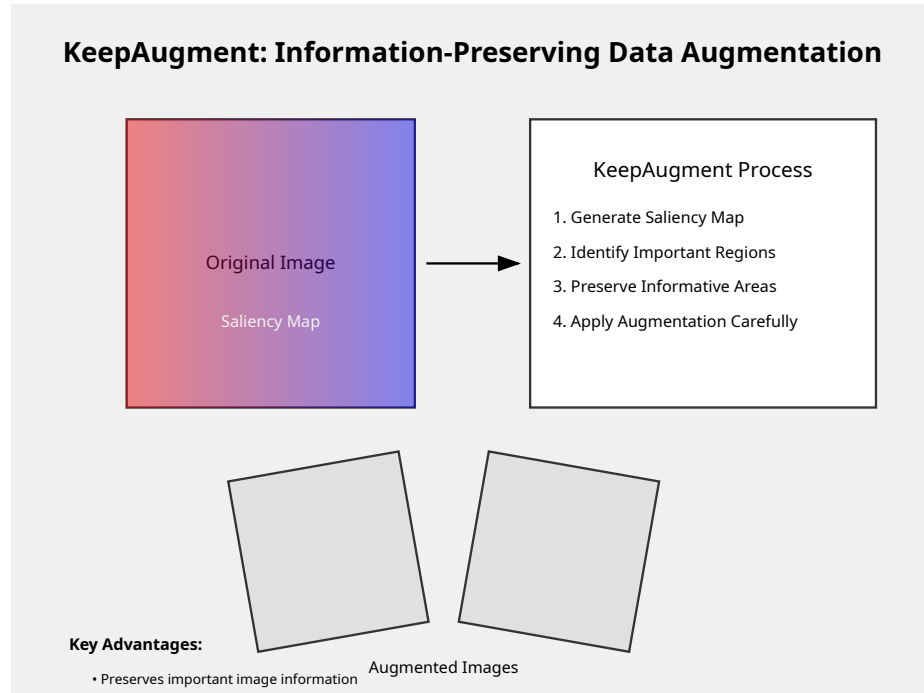 KeepAugment: Information-Preserving Data Augmentation
Original Image
Saliency Map
KeepAugment Process
1. Generate Saliency Map
2. Identify Important Regions
3. Preserve Informative Areas
4. Apply Augmentation Carefully
Augmented Images
Key Advantages:
• Preserves important image information